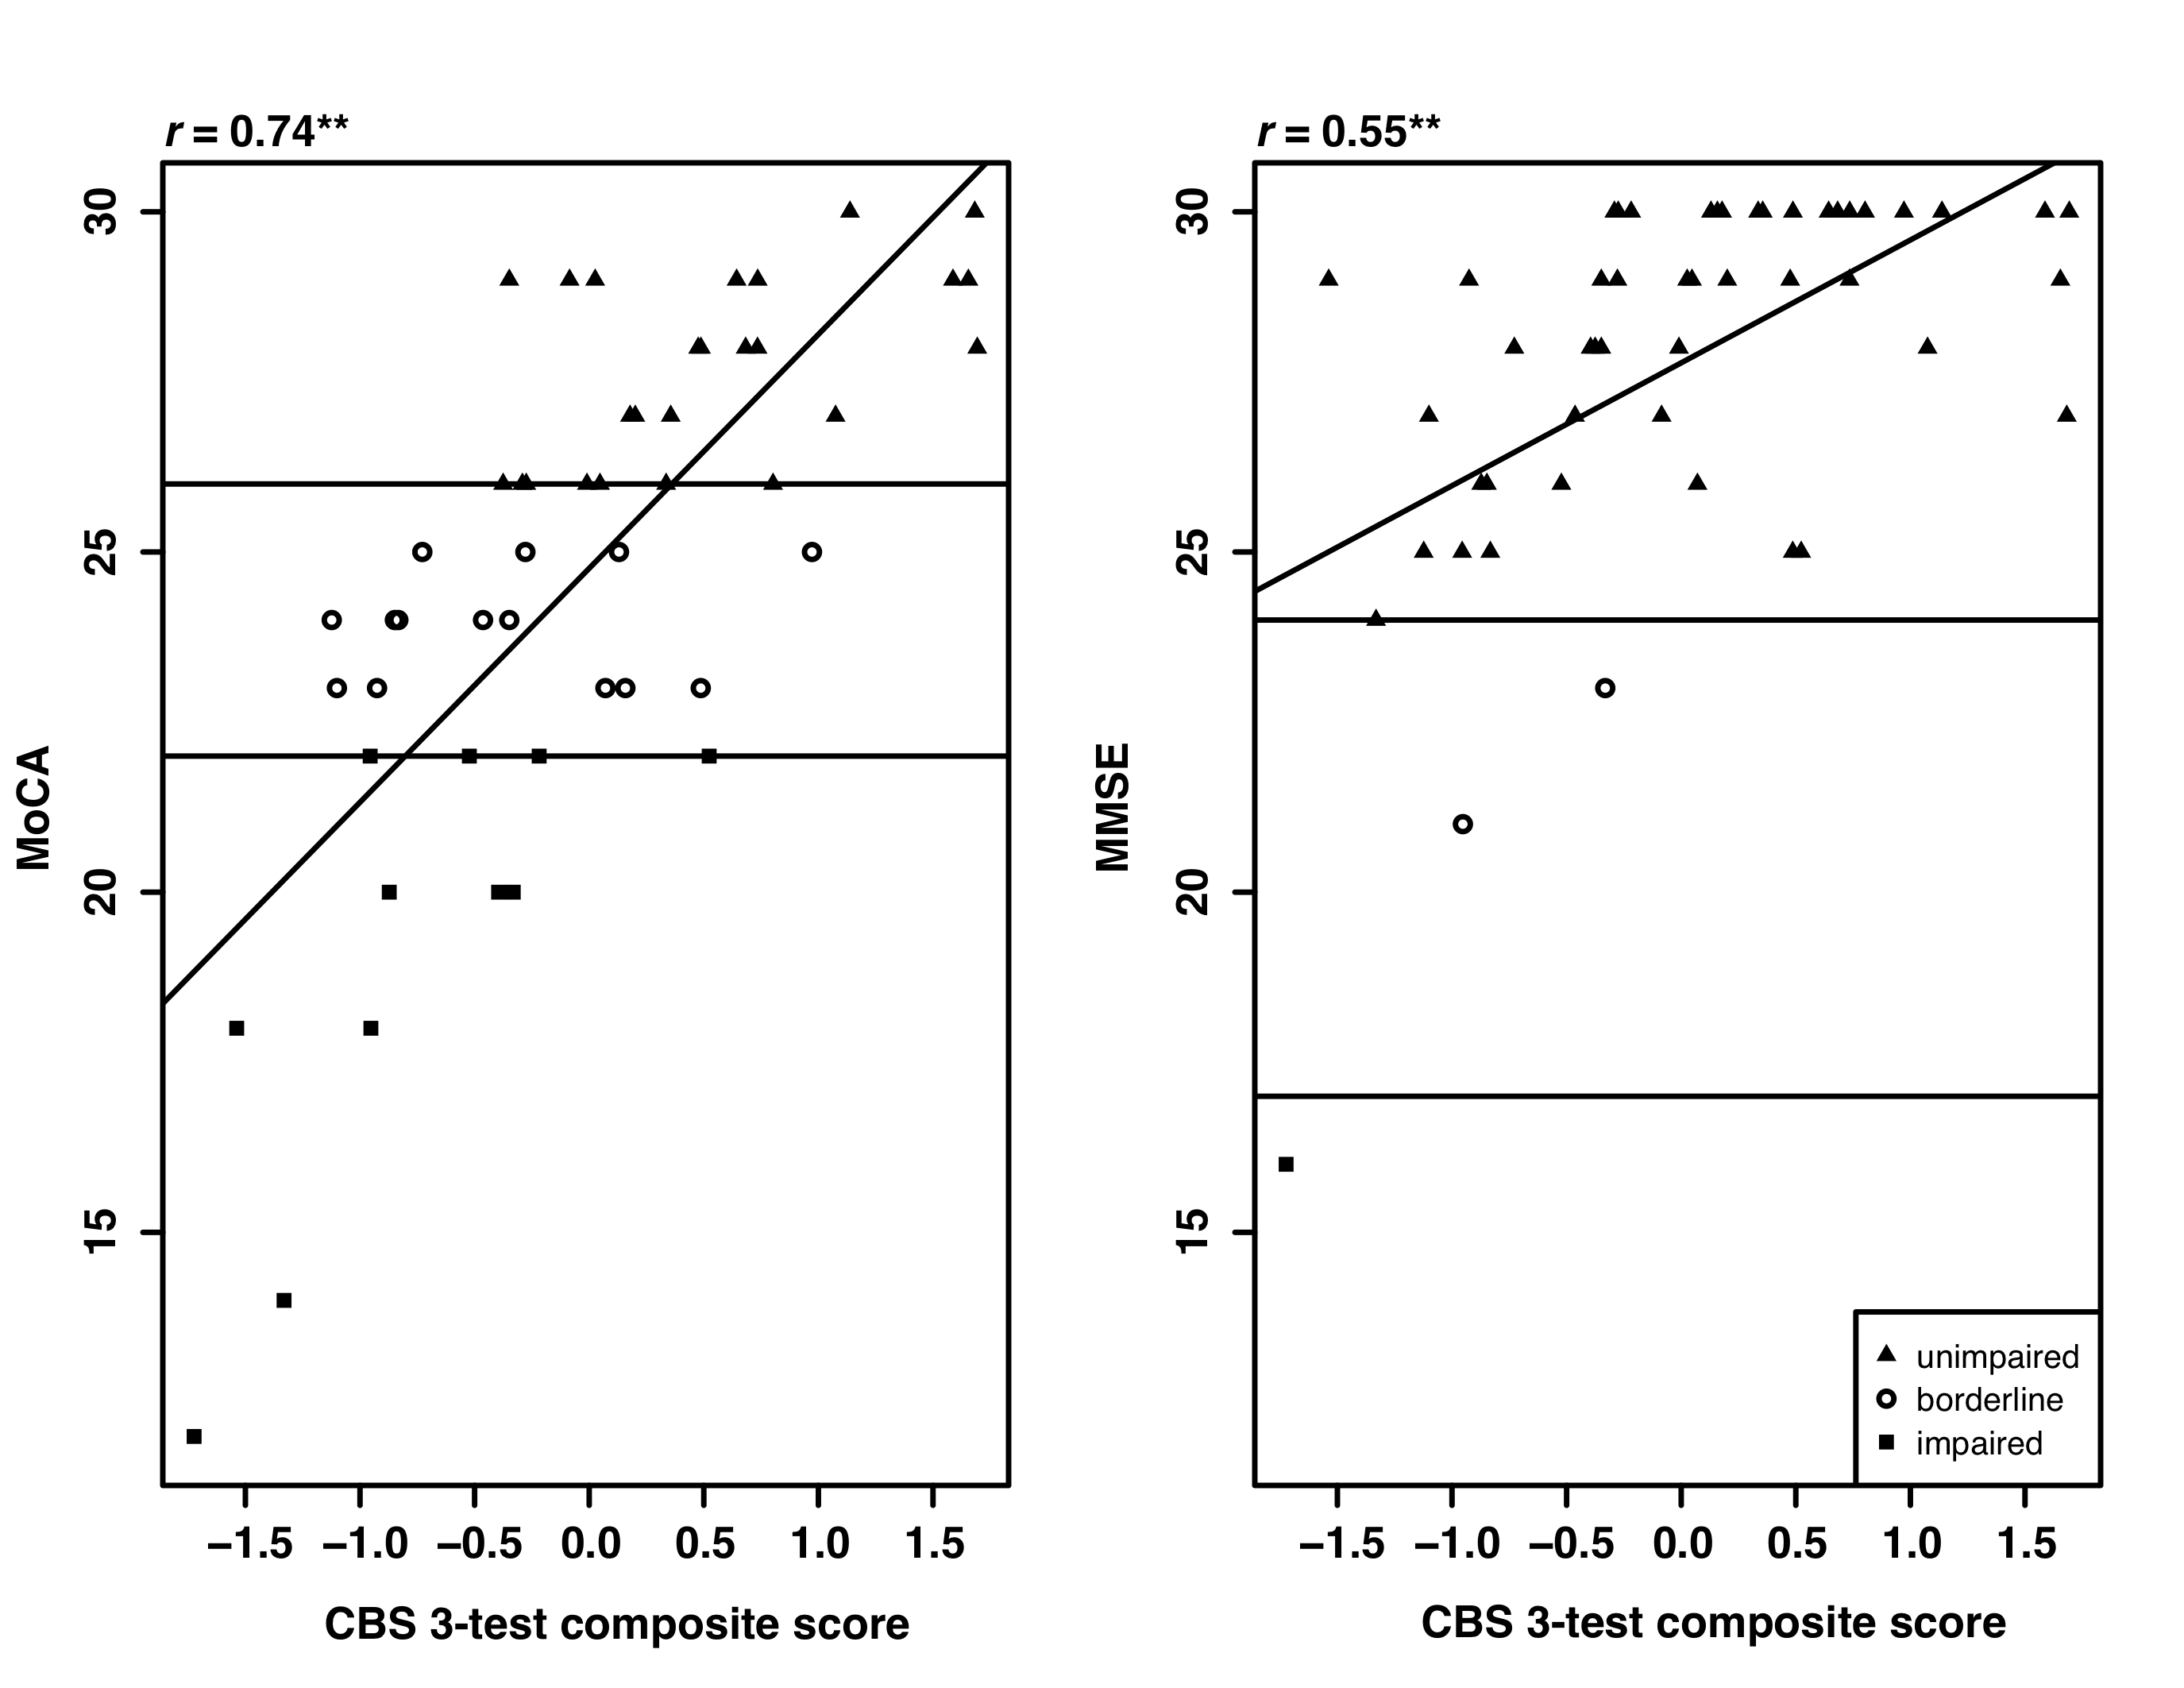 r = 0.74**
30
25
20
15
MoCA
−1.5 −1.0 −0.5 0.0 0.5 1.0 1.5
CBS 3-test composite score
r = 0.55**
30
25
20
15
MMSE
unimpaired
borderline
impaired
−1.5 −1.0 −0.5 0.0 0.5 1.0 1.5
CBS 3-test composite score